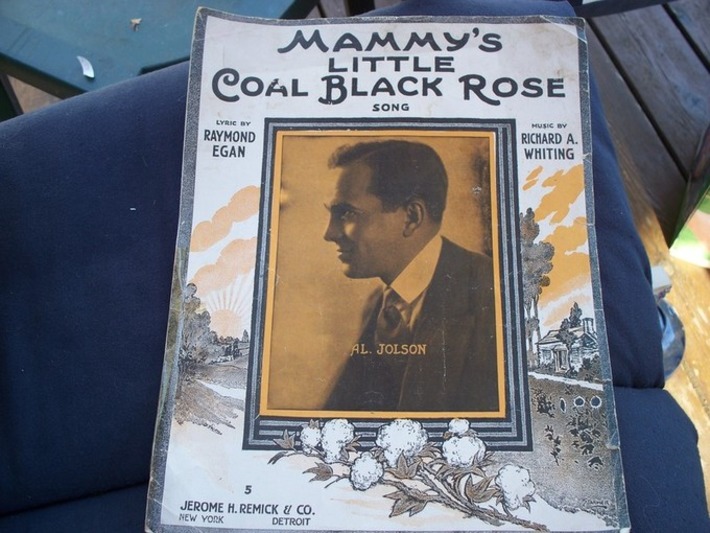 MAMMY'S
LITTLE
COAL BLACK ROSE
SONG
LYRIC BY
RAYMOND
EGAN
MUSIC BY
RICHARD A.
WHITING
AL. JOLSON
5
JEROME H. REMICK & CO.
NEW YORK DETROIT